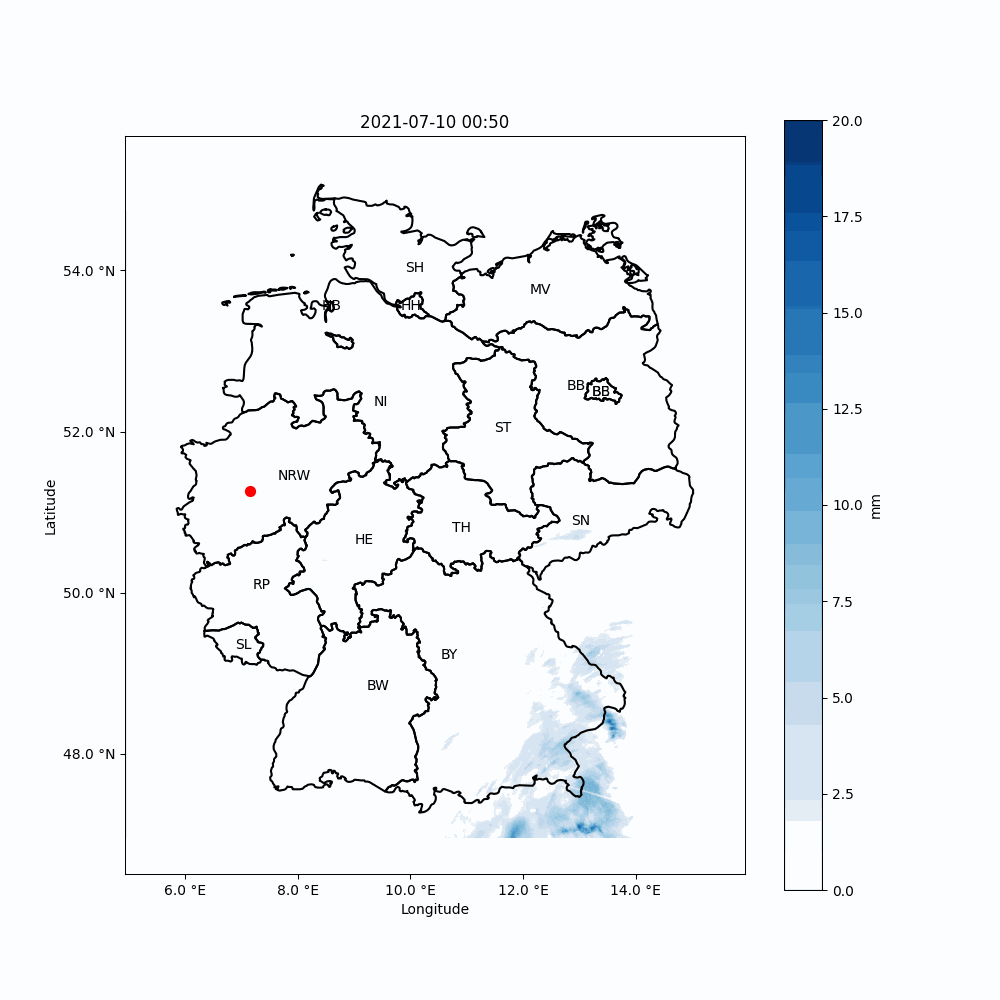 2021-07-10 00:50
20.0
17.5
15.0
12.5
10.0
7.5
5.0
2.5
0.0
mm
54.0 °N
52.0 °N
50.0 °N
48.0 °N
Latitude
SH
MV
HH
NI
BB
BB
ST
NRW
SN
TH
HE
RP
SL
BY
BW
6.0 °E
8.0 °E
10.0 °E
12.0 °E
14.0 °E
Longitude